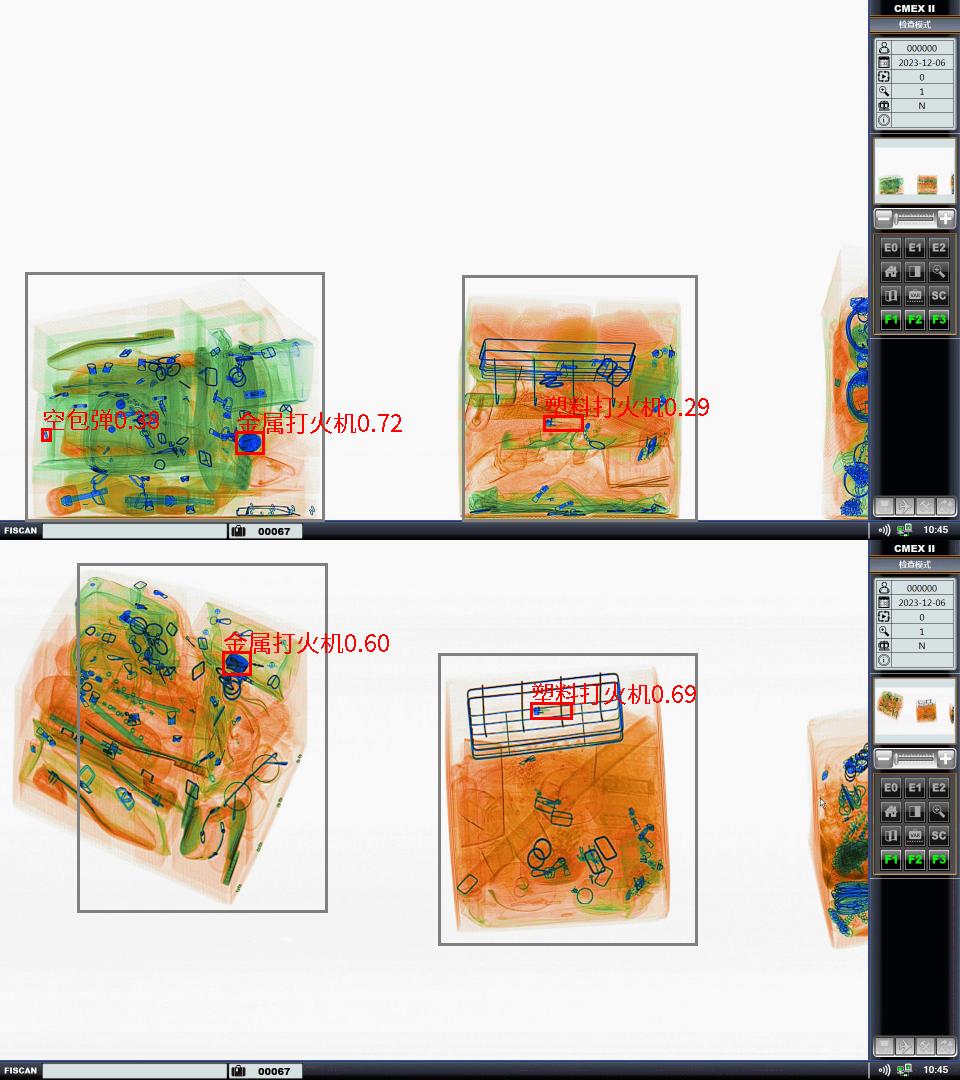 CMEX II
检查模式
000000
2023-12-06
0
1
N
E0 E1 E2
SC
F1 F2 F3
空包弹0.38
金属打火机0.72
塑料打火机0.29
FISCAN
00067
10:45
CMEX II
检查模式
000000
2023-12-06
0
1
N
E0 E1 E2
VAR
SC
F1 F2 F3
金属打火机0.60
塑料打火机0.69
FISCAN
00067
10:45